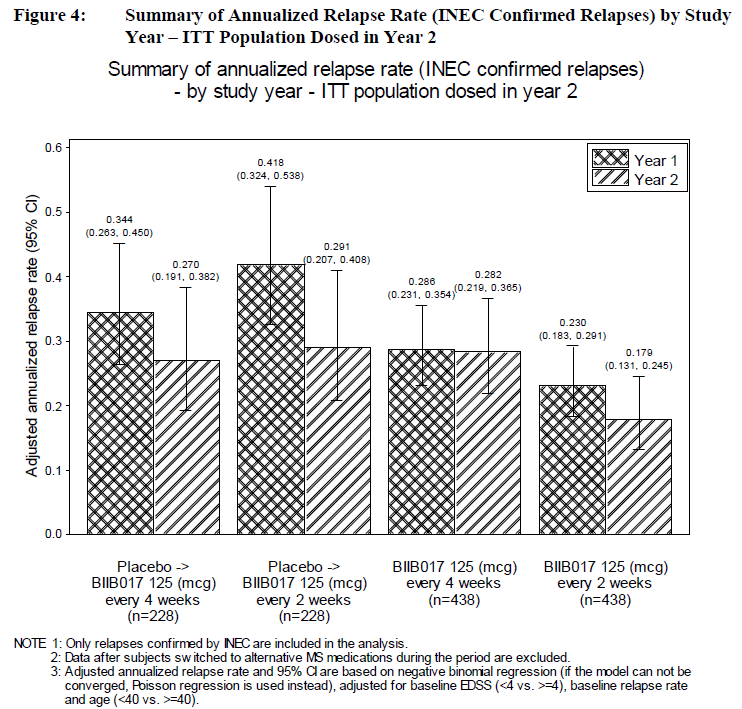 Figure 4: Summary of Annualized Relapse Rate (INEC Confirmed Relapses) by Study
Year – ITT Population Dosed in Year 2
Summary of annualized relapse rate (INEC confirmed relapses)
- by study year - ITT population dosed in year 2
Adjusted annualized relapse rate (95% CI)
0.6
0.5
0.4
0.3
0.2
0.1
0.0
Year 1
Year 2
0.344
(0.263, 0.450)
0.270
(0.191, 0.382)
0.418
(0.324, 0.538)
0.291
(0.207, 0.408)
0.286
(0.231, 0.354)
0.282
(0.219, 0.365)
0.230
(0.183, 0.291)
0.179
(0.131, 0.245)
Placebo ->
BIIB017 125 (mcg)
every 4 weeks
(n=228)
Placebo ->
BIIB017 125 (mcg)
every 2 weeks
(n=228)
BIIB017 125 (mcg)
every 4 weeks
(n=438)
BIIB017 125 (mcg)
every 2 weeks
(n=438)
NOTE 1: Only relapses confirmed by INEC are included in the analysis.
2: Data after subjects switched to alternative MS medications during the period are excluded.
3: Adjusted annualized relapse rate and 95% CI are based on negative binomial regression (if the model can not be
converged, Poisson regression is used instead), adjusted for baseline EDSS (<4 vs. >=4), baseline relapse rate
and age (<40 vs. >=40).